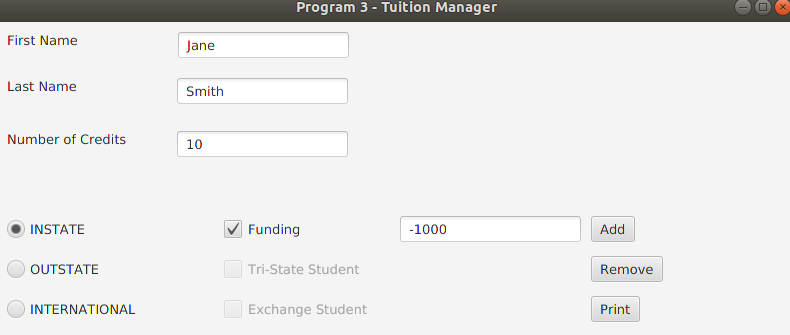 Program 3 - Tuition Manager
First Name Jane
Last Name Smith
Number of Credits 10
INSTATE Funding -1000 Add
OUTSTATE Tri-State Student Remove
INTERNATIONAL Exchange Student Print